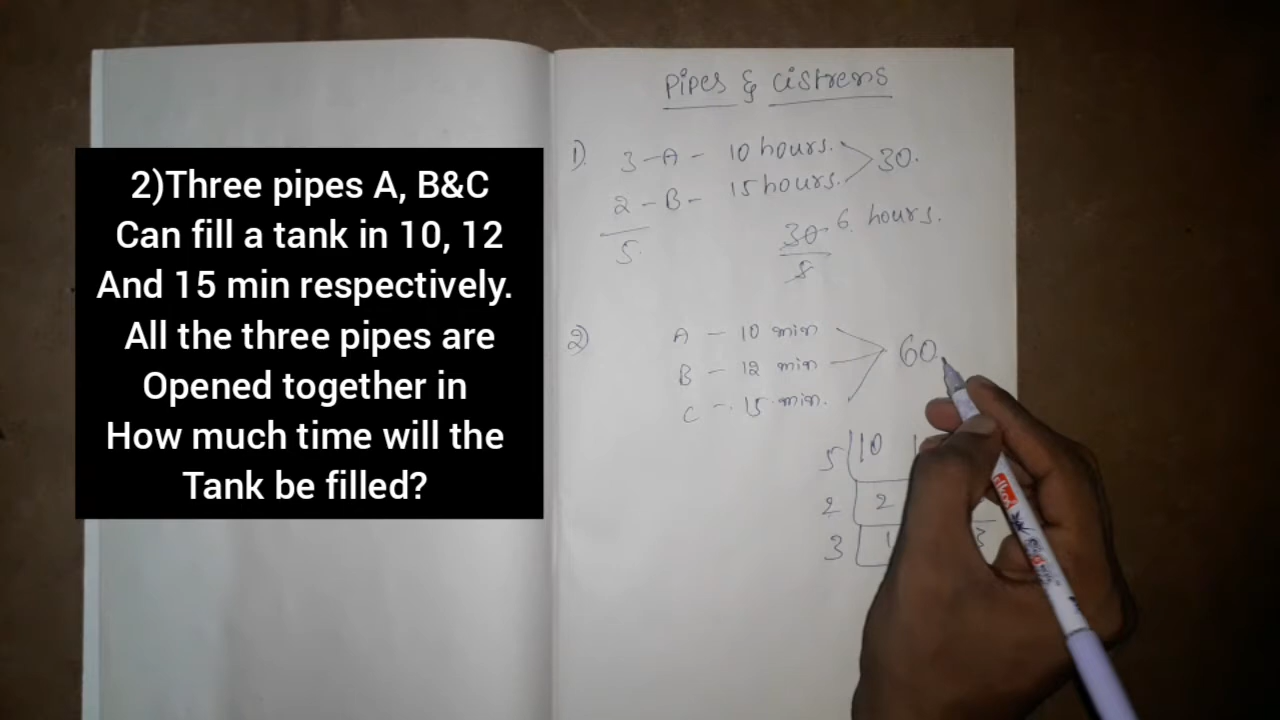 2)Three pipes A, B&C
Can fill a tank in 10, 12
And 15 min respectively.
All the three pipes are
Opened together in
How much time will the
Tank be filled?
Pipes & Cistrens
1) 3 - A - 10 hours. 30.
2 - B - 15 hours.
5. 30 6 hours.
5
2) A - 10 min
B - 12 min 60
C - 15 min.
5 10 1
2 2
3 1 3